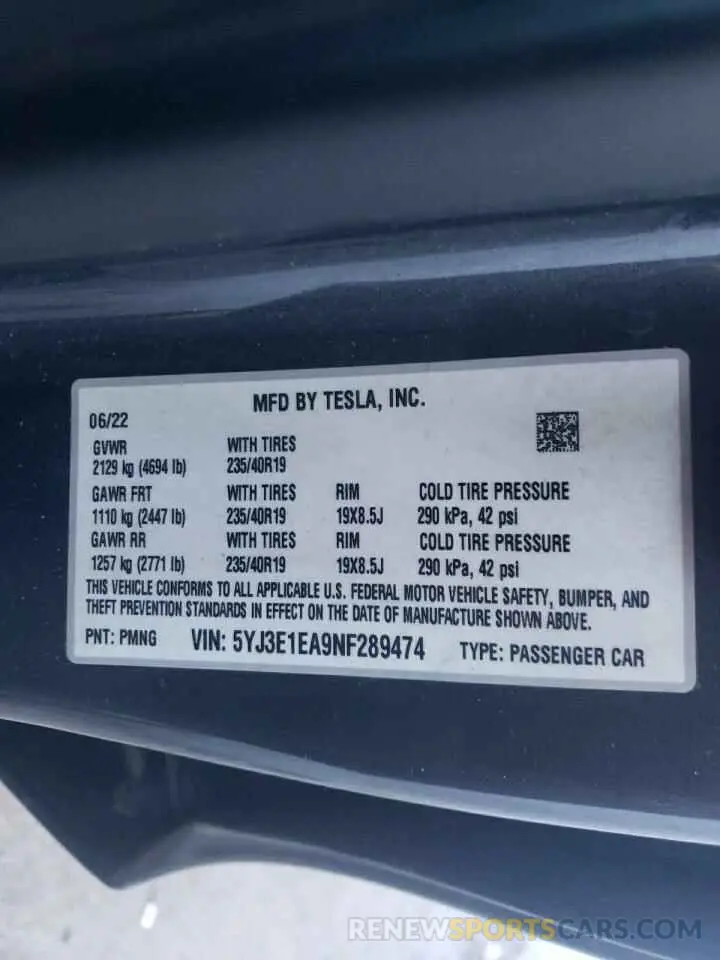 MFD BY TESLA, INC.
06/22
GVWR WITH TIRES
2129 kg (4694 lb) 235/40R19
GAWR FRT WITH TIRES RIM COLD TIRE PRESSURE
1110 kg (2447 lb) 235/40R19 19X8.5J 290 kPa, 42 psi
GAWR RR WITH TIRES RIM COLD TIRE PRESSURE
1257 kg (2771 lb) 235/40R19 19X8.5J 290 kPa, 42 psi
THIS VEHICLE CONFORMS TO ALL APPLICABLE U.S. FEDERAL MOTOR VEHICLE SAFETY, BUMPER, AND
THEFT PREVENTION STANDARDS IN EFFECT ON THE DATE OF MANUFACTURE SHOWN ABOVE.
PNT: PMNG VIN: 5YJ3E1EA9NF289474 TYPE: PASSENGER CAR
RENEWSPORTSCARS.COM